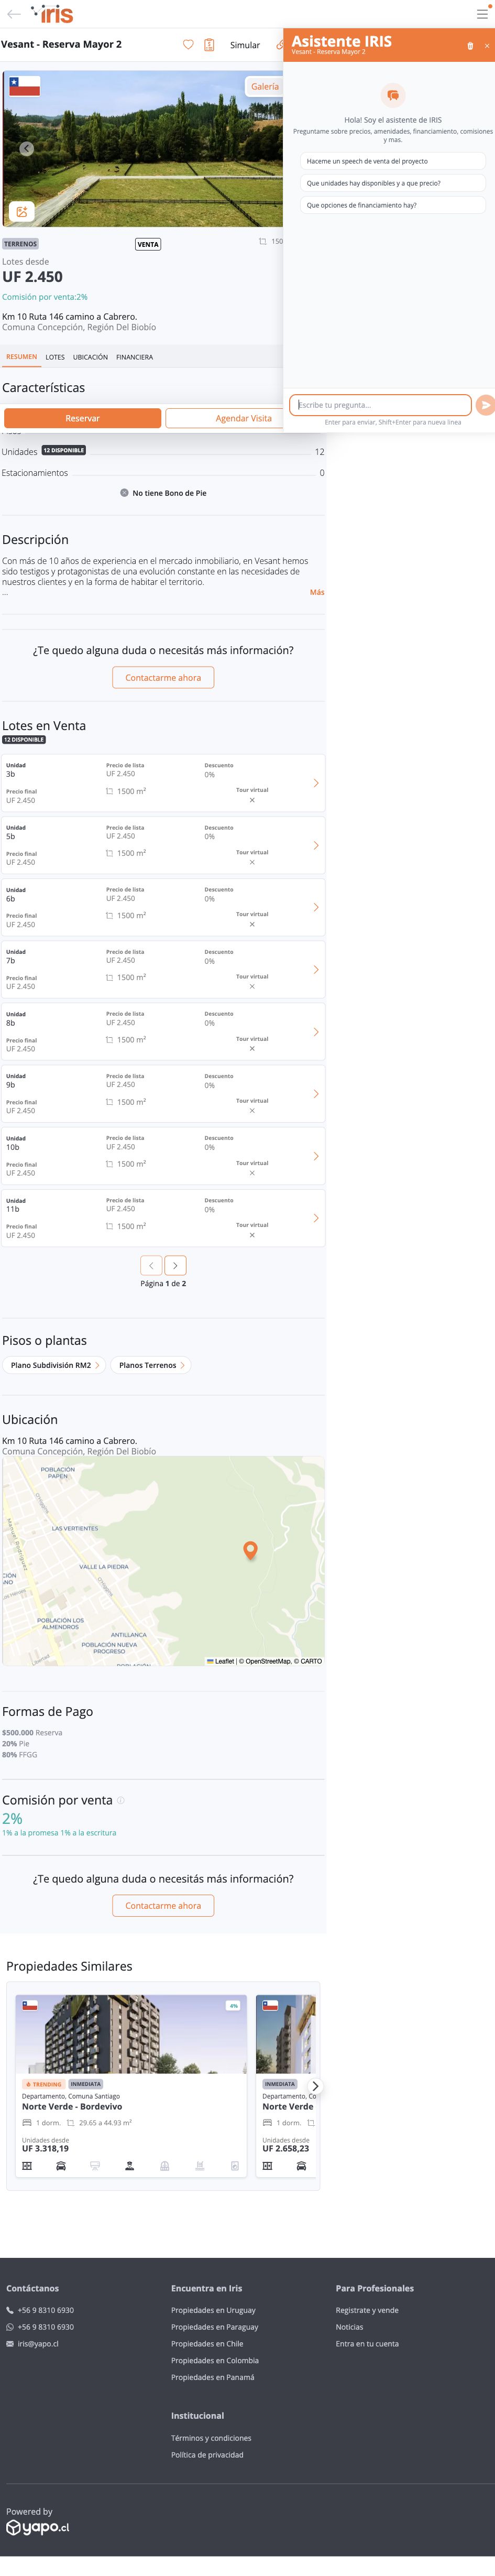 iris
Vesant - Reserva Mayor 2
Simular
Asistente IRIS
Vesant - Reserva Mayor 2
Galería
Hola! Soy el asistente de IRIS
Preguntame sobre precios, amenidades, financiamiento, comisiones
y mas.
Haceme un speech de venta del proyecto
Que unidades hay disponibles y a que precio?
Que opciones de financiamiento hay?
Escribe tu pregunta...
Enter para enviar, Shift+Enter para nueva linea
TERRENOS
VENTA
150
Lotes desde
UF 2.450
Comisión por venta:2%
Km 10 Ruta 146 camino a Cabrero.
Comuna Concepción, Región Del Biobío
RESUMEN
LOTES
UBICACIÓN
FINANCIERA
Características
Reservar
Agendar Visita
Unidades 12 DISPONIBLE
12
Estacionamientos
0
No tiene Bono de Pie
Descripción
Con más de 10 años de experiencia en el mercado inmobiliario, en Vesant hemos
sido testigos y protagonistas de una evolución constante en las necesidades de
nuestros clientes y en la forma de habitar el territorio.
...
Más
¿Te quedo alguna duda o necesitás más información?
Contactarme ahora
Lotes en Venta
12 DISPONIBLE
Unidad
3b
Precio de lista
UF 2.450
Descuento
0%
Precio final
UF 2.450
1500 m²
Tour virtual
Unidad
5b
Precio de lista
UF 2.450
Descuento
0%
Precio final
UF 2.450
1500 m²
Tour virtual
Unidad
6b
Precio de lista
UF 2.450
Descuento
0%
Precio final
UF 2.450
1500 m²
Tour virtual
Unidad
7b
Precio de lista
UF 2.450
Descuento
0%
Precio final
UF 2.450
1500 m²
Tour virtual
Unidad
8b
Precio de lista
UF 2.450
Descuento
0%
Precio final
UF 2.450
1500 m²
Tour virtual
Unidad
9b
Precio de lista
UF 2.450
Descuento
0%
Precio final
UF 2.450
1500 m²
Tour virtual
Unidad
10b
Precio de lista
UF 2.450
Descuento
0%
Precio final
UF 2.450
1500 m²
Tour virtual
Unidad
11b
Precio de lista
UF 2.450
Descuento
0%
Precio final
UF 2.450
1500 m²
Tour virtual
Página 1 de 2
Pisos o plantas
Plano Subdivisión RM2
Planos Terrenos
Ubicación
Km 10 Ruta 146 camino a Cabrero.
Comuna Concepción, Región Del Biobío
POBLACIÓN
PAPEN
LAS VERTIENTES
Manuel Rodríguez
VALLE LA PIEDRA
CIÓN
ANO
POBLACIÓN LOS
ALMENDROS
ANTILLANCA
POBLACIÓN NUEVA
PROGRESO
POBLACIÓN
Leaflet | © OpenStreetMap. © CARTO
Formas de Pago
$500.000 Reserva
20% Pie
80% FFGG
Comisión por venta
2%
1% a la promesa 1% a la escritura
¿Te quedo alguna duda o necesitás más información?
Contactarme ahora
Propiedades Similares
4%
TRENDING
INMEDIATA
Departamento, Comuna Santiago
Norte Verde - Bordevivo
1 dorm.
29.65 a 44.93 m²
Unidades desde
UF 3.318,19
INMEDIATA
Departamento, Co
Norte Verde
1 dorm.
Unidades desde
UF 2.658,23
Contáctanos
+56 9 8310 6930
+56 9 8310 6930
iris@yapo.cl
Encuentra en Iris
Propiedades en Uruguay
Propiedades en Paraguay
Propiedades en Chile
Propiedades en Colombia
Propiedades en Panamá
Para Profesionales
Registrate y vende
Noticias
Entra en tu cuenta
Institucional
Términos y condiciones
Política de privacidad
Powered by
yapo.cl